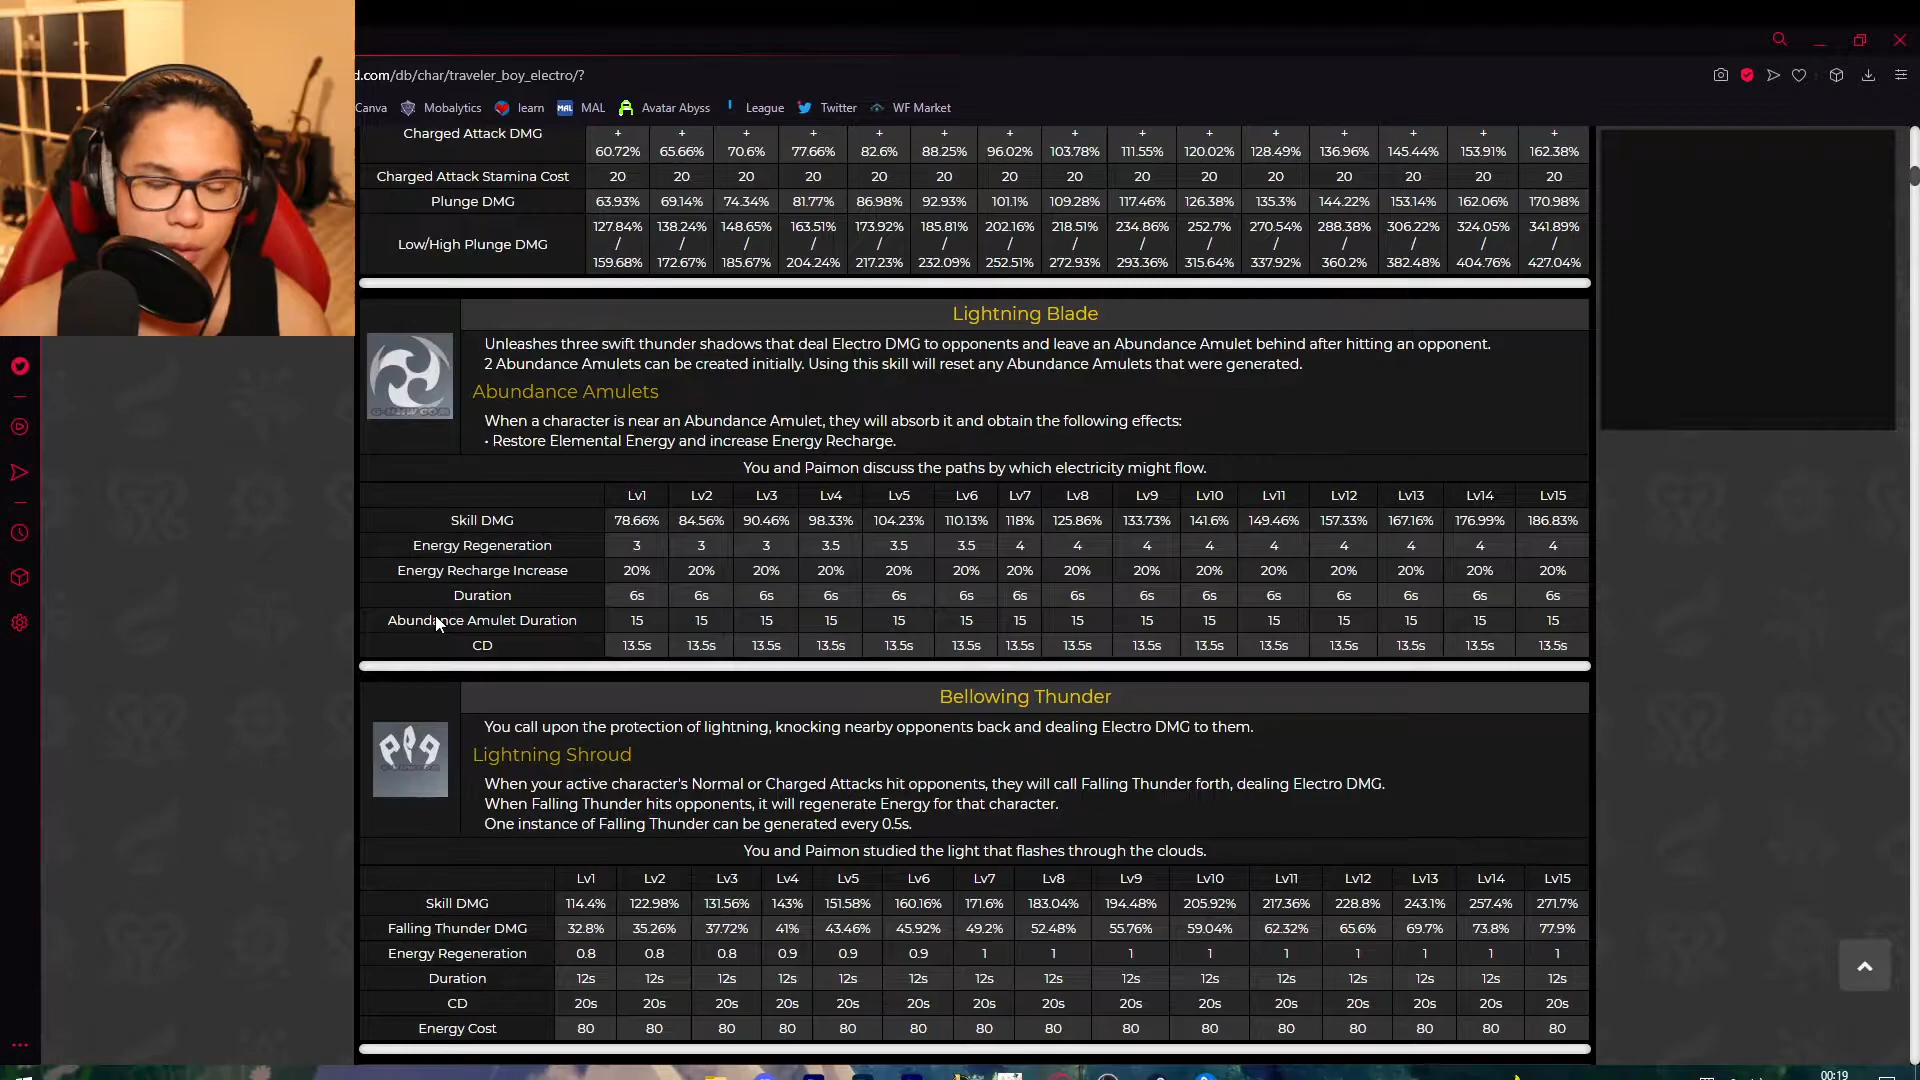 d.com/db/char/traveler_boy_electro/?
Canva Mobalytics learn MAL MAL Avatar Abyss League Twitter WF Market
Charged Attack DMG + + + + + + + + + + + + + + +
60.72% 65.66% 70.6% 77.66% 82.6% 88.25% 96.02% 103.78% 111.55% 120.02% 128.49% 136.96% 145.44% 153.91% 162.38%
Charged Attack Stamina Cost 20 20 20 20 20 20 20 20 20 20 20 20 20 20 20
Plunge DMG 63.93% 69.14% 74.34% 81.77% 86.98% 92.93% 101.1% 109.28% 117.46% 126.38% 135.3% 144.22% 153.14% 162.06% 170.98%
127.84% 138.24% 148.65% 163.51% 173.92% 185.81% 202.16% 218.51% 234.86% 252.7% 270.54% 288.38% 306.22% 324.05% 341.89%
Low/High Plunge DMG / / / / / / / / / / / / / / /
159.68% 172.67% 185.67% 204.24% 217.23% 232.09% 252.51% 272.93% 293.36% 315.64% 337.92% 360.2% 382.48% 404.76% 427.04%
Lightning Blade
Unleashes three swift thunder shadows that deal Electro DMG to opponents and leave an Abundance Amulet behind after hitting an opponent.
2 Abundance Amulets can be created initially. Using this skill will reset any Abundance Amulets that were generated.
Abundance Amulets
When a character is near an Abundance Amulet, they will absorb it and obtain the following effects:
• Restore Elemental Energy and increase Energy Recharge.
You and Paimon discuss the paths by which electricity might flow.
Lv1 Lv2 Lv3 Lv4 Lv5 Lv6 Lv7 Lv8 Lv9 Lv10 Lv11 Lv12 Lv13 Lv14 Lv15
Skill DMG 78.66% 84.56% 90.46% 98.33% 104.23% 110.13% 118% 125.86% 133.73% 141.6% 149.46% 157.33% 167.16% 176.99% 186.83%
Energy Regeneration 3 3 3 3.5 3.5 3.5 4 4 4 4 4 4 4 4 4
Energy Recharge Increase 20% 20% 20% 20% 20% 20% 20% 20% 20% 20% 20% 20% 20% 20% 20%
Duration 6s 6s 6s 6s 6s 6s 6s 6s 6s 6s 6s 6s 6s 6s 6s
Abundance Amulet Duration 15 15 15 15 15 15 15 15 15 15 15 15 15 15 15
CD 13.5s 13.5s 13.5s 13.5s 13.5s 13.5s 13.5s 13.5s 13.5s 13.5s 13.5s 13.5s 13.5s 13.5s 13.5s
Bellowing Thunder
You call upon the protection of lightning, knocking nearby opponents back and dealing Electro DMG to them.
Lightning Shroud
When your active character's Normal or Charged Attacks hit opponents, they will call Falling Thunder forth, dealing Electro DMG.
When Falling Thunder hits opponents, it will regenerate Energy for that character.
One instance of Falling Thunder can be generated every 0.5s.
You and Paimon studied the light that flashes through the clouds.
Lv1 Lv2 Lv3 Lv4 Lv5 Lv6 Lv7 Lv8 Lv9 Lv10 Lv11 Lv12 Lv13 Lv14 Lv15
Skill DMG 114.4% 122.98% 131.56% 143% 151.58% 160.16% 171.6% 183.04% 194.48% 205.92% 217.36% 228.8% 243.1% 257.4% 271.7%
Falling Thunder DMG 32.8% 35.26% 37.72% 41% 43.46% 45.92% 49.2% 52.48% 55.76% 59.04% 62.32% 65.6% 69.7% 73.8% 77.9%
Energy Regeneration 0.8 0.8 0.8 0.9 0.9 0.9 1 1 1 1 1 1 1 1 1
Duration 12s 12s 12s 12s 12s 12s 12s 12s 12s 12s 12s 12s 12s 12s 12s
CD 20s 20s 20s 20s 20s 20s 20s 20s 20s 20s 20s 20s 20s 20s 20s
Energy Cost 80 80 80 80 80 80 80 80 80 80 80 80 80 80 80
00:19